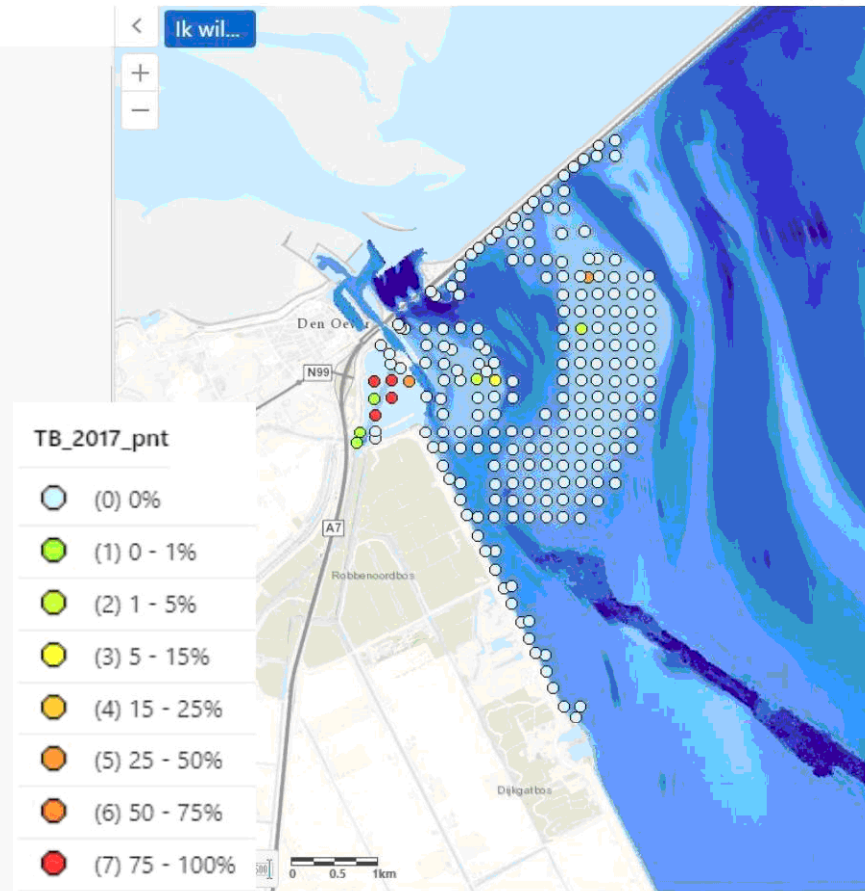 Ik wil...
Den Oever
N99
TB_2017_pnt
(0) 0%
(1) 0 - 1%
(2) 1 - 5%
(3) 5 - 15%
(4) 15 - 25%
(5) 25 - 50%
(6) 50 - 75%
(7) 75 - 100%
A7
Robbenoordbos
Dijkgatbos
0 0.5 1km